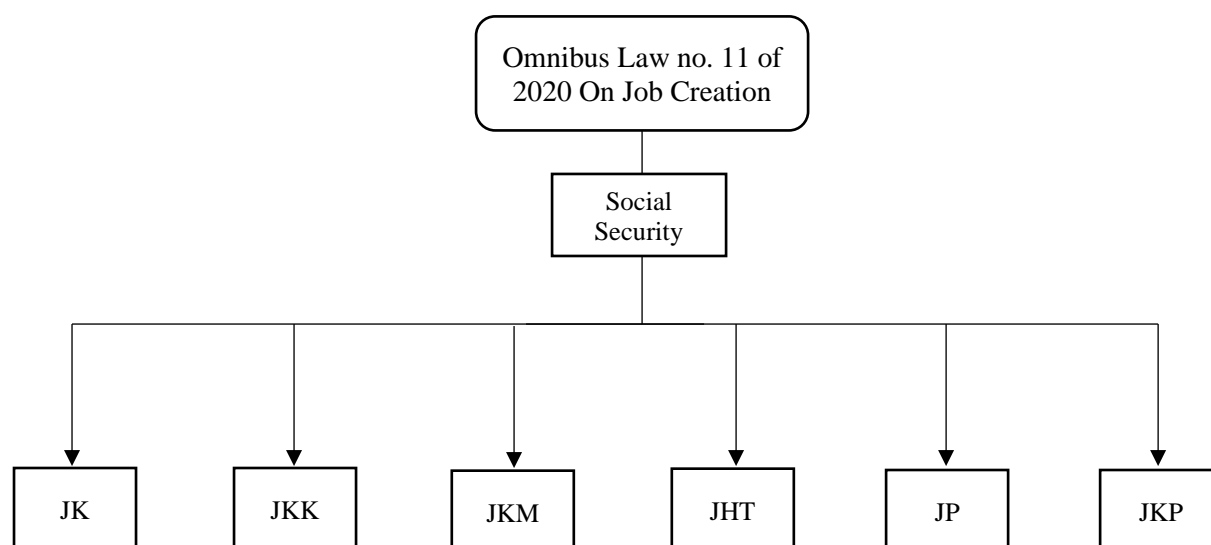 Omnibus Law no. 11 of
2020 On Job Creation
Social
Security
JK
JKK
JKM
JHT
JP
JKP